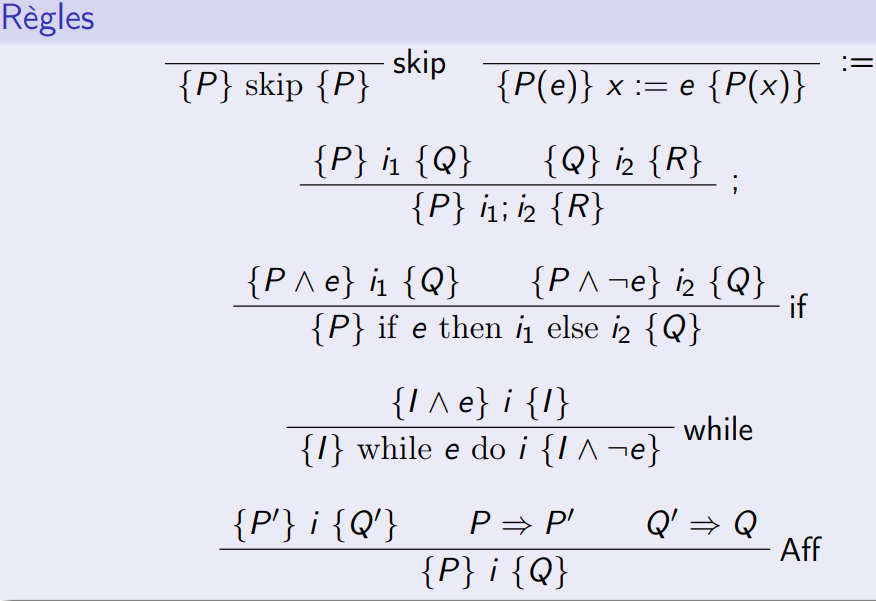 Règles
skip :=
{P} skip {P} {P(e)} x := e {P(x)}
{P} i₁ {Q} {Q} i₂ {R}
;
{P} i₁; i₂ {R}
{P ∧ e} i₁ {Q} {P ∧ ¬e} i₂ {Q}
if
{P} if e then i₁ else i₂ {Q}
{I ∧ e} i {I}
while
{I} while e do i {I ∧ ¬e}
{P′} i {Q′} P ⇒ P′ Q′ ⇒ Q
Aff
{P} i {Q}